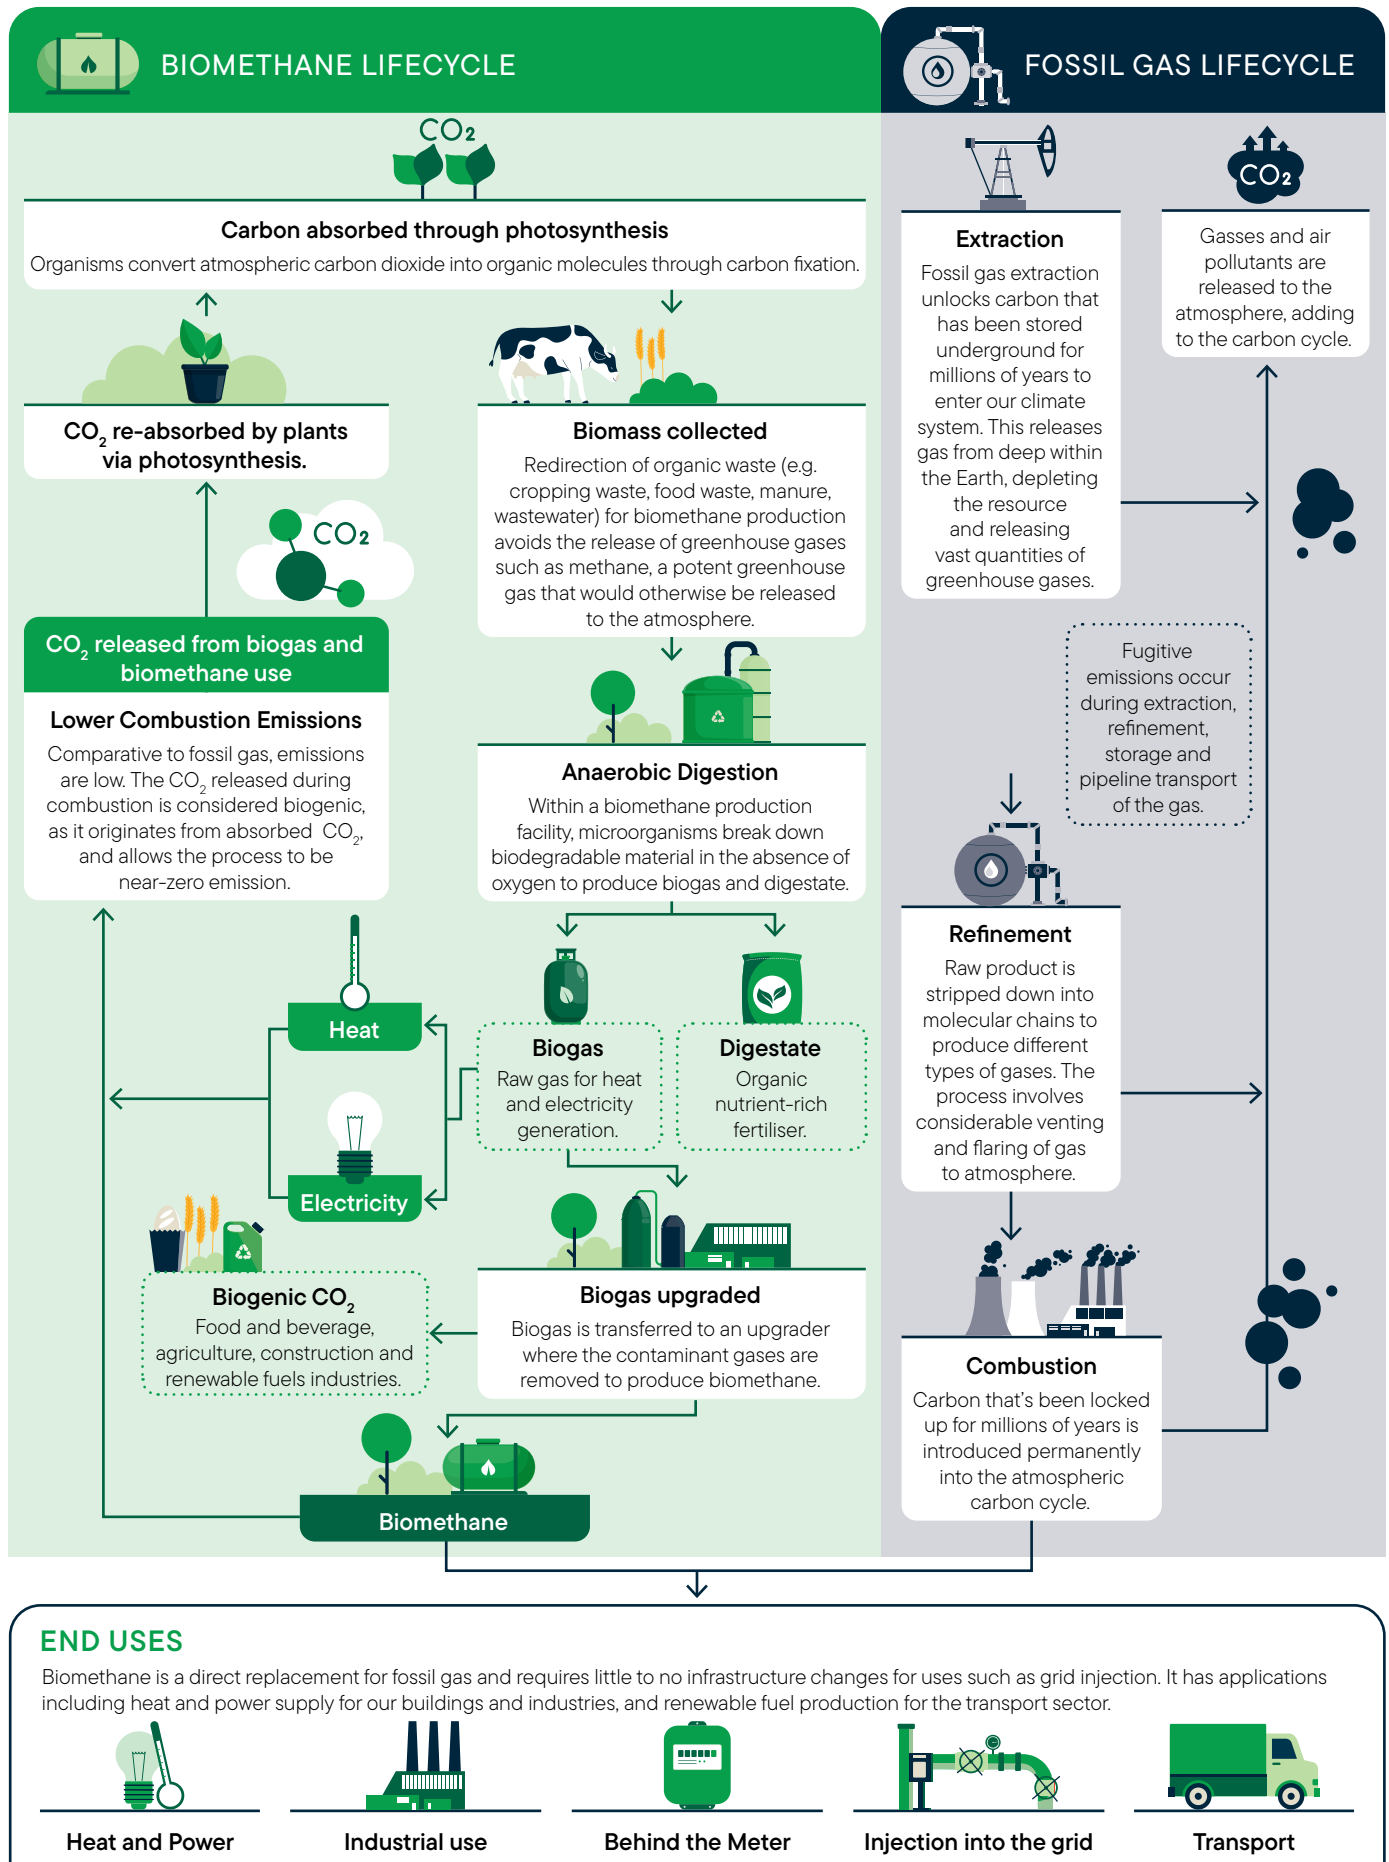 BIOMETHANE LIFECYCLE
CO2
Carbon absorbed through photosynthesis
Organisms convert atmospheric carbon dioxide into organic molecules through carbon fixation.
CO2 re-absorbed by plants
via photosynthesis.
CO2
CO2 released from biogas and
biomethane use
Lower Combustion Emissions
Comparative to fossil gas, emissions
are low. The CO2 released during
combustion is considered biogenic,
as it originates from absorbed CO2,
and allows the process to be
near-zero emission.
Biomass collected
Redirection of organic waste (e.g.
cropping waste, food waste, manure,
wastewater) for biomethane production
avoids the release of greenhouse gases
such as methane, a potent greenhouse
gas that would otherwise be released
to the atmosphere.
Anaerobic Digestion
Within a biomethane production
facility, microorganisms break down
biodegradable material in the absence of
oxygen to produce biogas and digestate.
Heat
Electricity
Biogas
Raw gas for heat
and electricity
generation.
Digestate
Organic
nutrient-rich
fertiliser.
Biogenic CO2
Food and beverage,
agriculture, construction and
renewable fuels industries.
Biogas upgraded
Biogas is transferred to an upgrader
where the contaminant gases are
removed to produce biomethane.
Biomethane
FOSSIL GAS LIFECYCLE
Extraction
Fossil gas extraction
unlocks carbon that
has been stored
underground for
millions of years to
enter our climate
system. This releases
gas from deep within
the Earth, depleting
the resource
and releasing
vast quantities of
greenhouse gases.
CO2
Gasses and air
pollutants are
released to the
atmosphere, adding
to the carbon cycle.
Fugitive
emissions occur
during extraction,
refinement,
storage and
pipeline transport
of the gas.
Refinement
Raw product is
stripped down into
molecular chains to
produce different
types of gases. The
process involves
considerable venting
and flaring of gas
to atmosphere.
Combustion
Carbon that's been locked
up for millions of years is
introduced permanently
into the atmospheric
carbon cycle.
END USES
Biomethane is a direct replacement for fossil gas and requires little to no infrastructure changes for uses such as grid injection. It has applications
including heat and power supply for our buildings and industries, and renewable fuel production for the transport sector.
Heat and Power
Industrial use
Behind the Meter
Injection into the grid
Transport